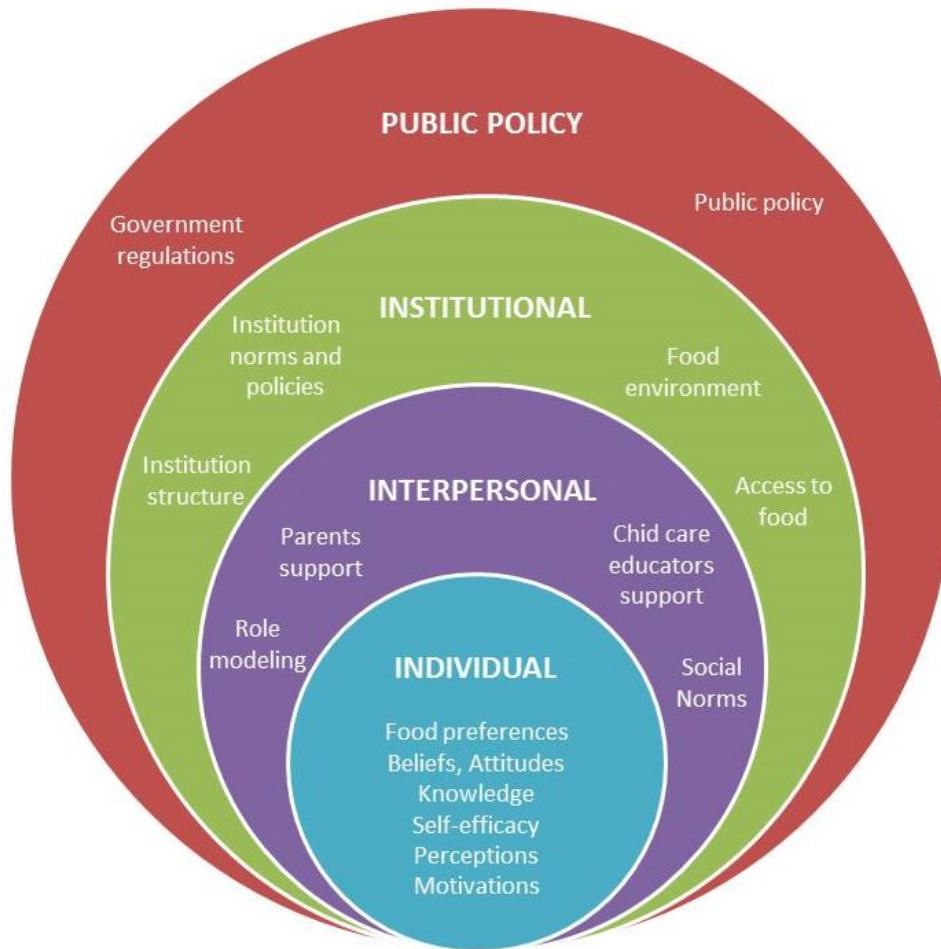 PUBLIC POLICY
Government
regulations
Public policy
INSTITUTIONAL
Institution
norms and
policies
Food
environment
Institution
structure
Access to
food
INTERPERSONAL
Parents
support
Chid care
educators
support
Role
modeling
Social
Norms
INDIVIDUAL
Food preferences
Beliefs, Attitudes
Knowledge
Self-efficacy
Perceptions
Motivations